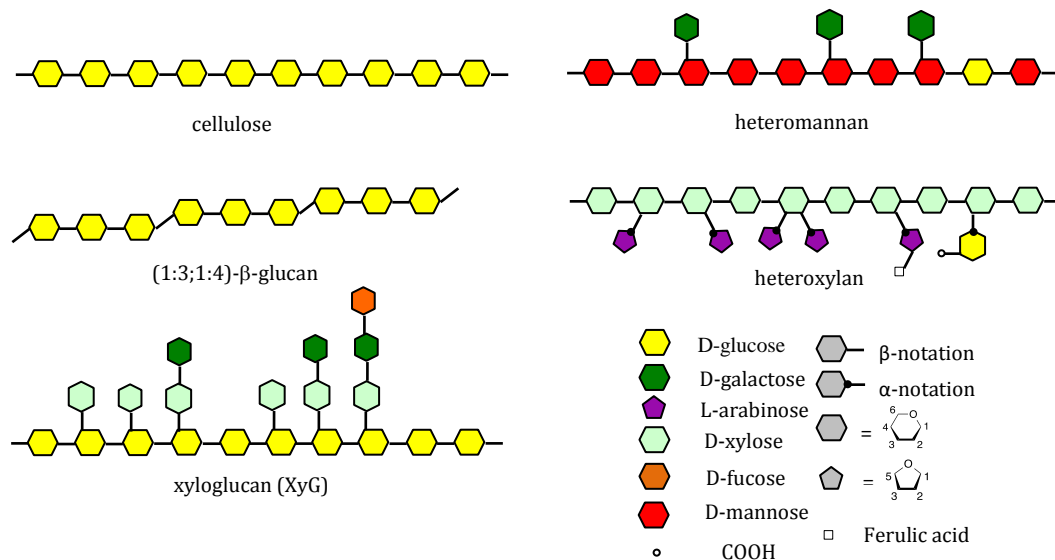 cellulose
heteromannan
(1:3;1:4)-β-glucan
heteroxylan
xyloglucan (XyG)
D-glucose
D-galactose
L-arabinose
D-xylose
D-fucose
D-mannose
COOH
β-notation
α-notation
= 6 O 4 1 3 2
= O 5 1 3 2
Ferulic acid